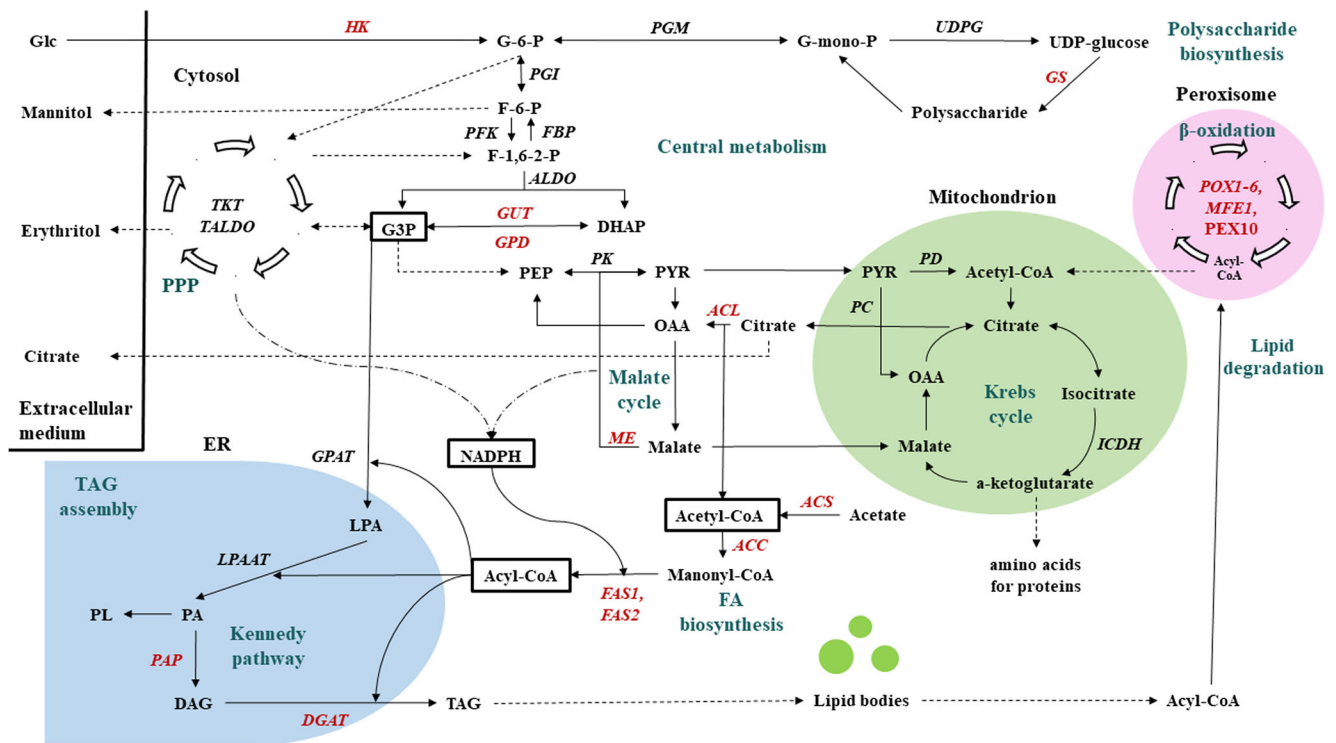 Glc
HK
G-6-P
PGM
G-mono-P
UDPG
UDP-glucose
Polysaccharide
biosynthesis
Cytosol
PGI
GS
Mannitol
F-6-P
Polysaccharide
Peroxisome
PFK
FBP
β-oxidation
F-1,6-2-P
Central metabolism
ALDO
TKT
TALDO
Mitochondrion
POX1-6,
MFE1,
PEX10
Erythritol
G3P
GUT
GPD
DHAP
Acyl-
CoA
PPP
PEP
PK
PYR
PYR
PD
Acetyl-CoA
PC
ACL
OAA
Citrate
Citrate
Citrate
Malate
cycle
OAA
Krebs
cycle
Isocitrate
Lipid
degradation
Extracellular
medium
ER
GPAT
NADPH
ME
Malate
Malate
ICDH
a-ketoglutarate
TAG
assembly
Acetyl-CoA
ACS
Acetate
LPA
ACC
LPAAT
Acyl-CoA
Manonyl-CoA
amino acids
for proteins
FAS1,
FAS2
FA
biosynthesis
PL
PA
Kennedy
pathway
PAP
DAG
DGAT
TAG
Lipid bodies
Acyl-CoA